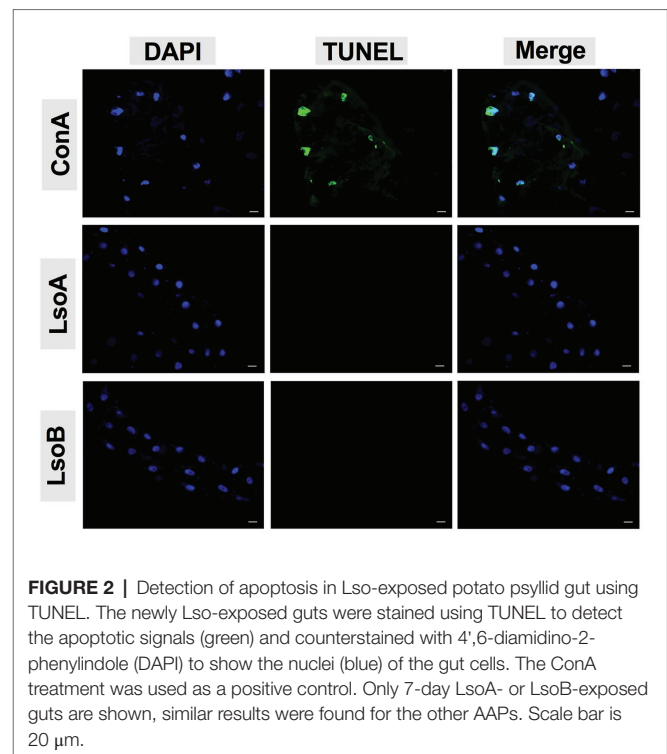 DAPI TUNEL Merge
ConA
LsoA
LsoB
FIGURE 2 | Detection of apoptosis in Lso-exposed potato psyllid gut using
TUNEL. The newly Lso-exposed guts were stained using TUNEL to detect
the apoptotic signals (green) and counterstained with 4′,6-diamidino-2-
phenylindole (DAPI) to show the nuclei (blue) of the gut cells. The ConA
treatment was used as a positive control. Only 7-day LsoA- or LsoB-exposed
guts are shown, similar results were found for the other AAPs. Scale bar is
20 μm.